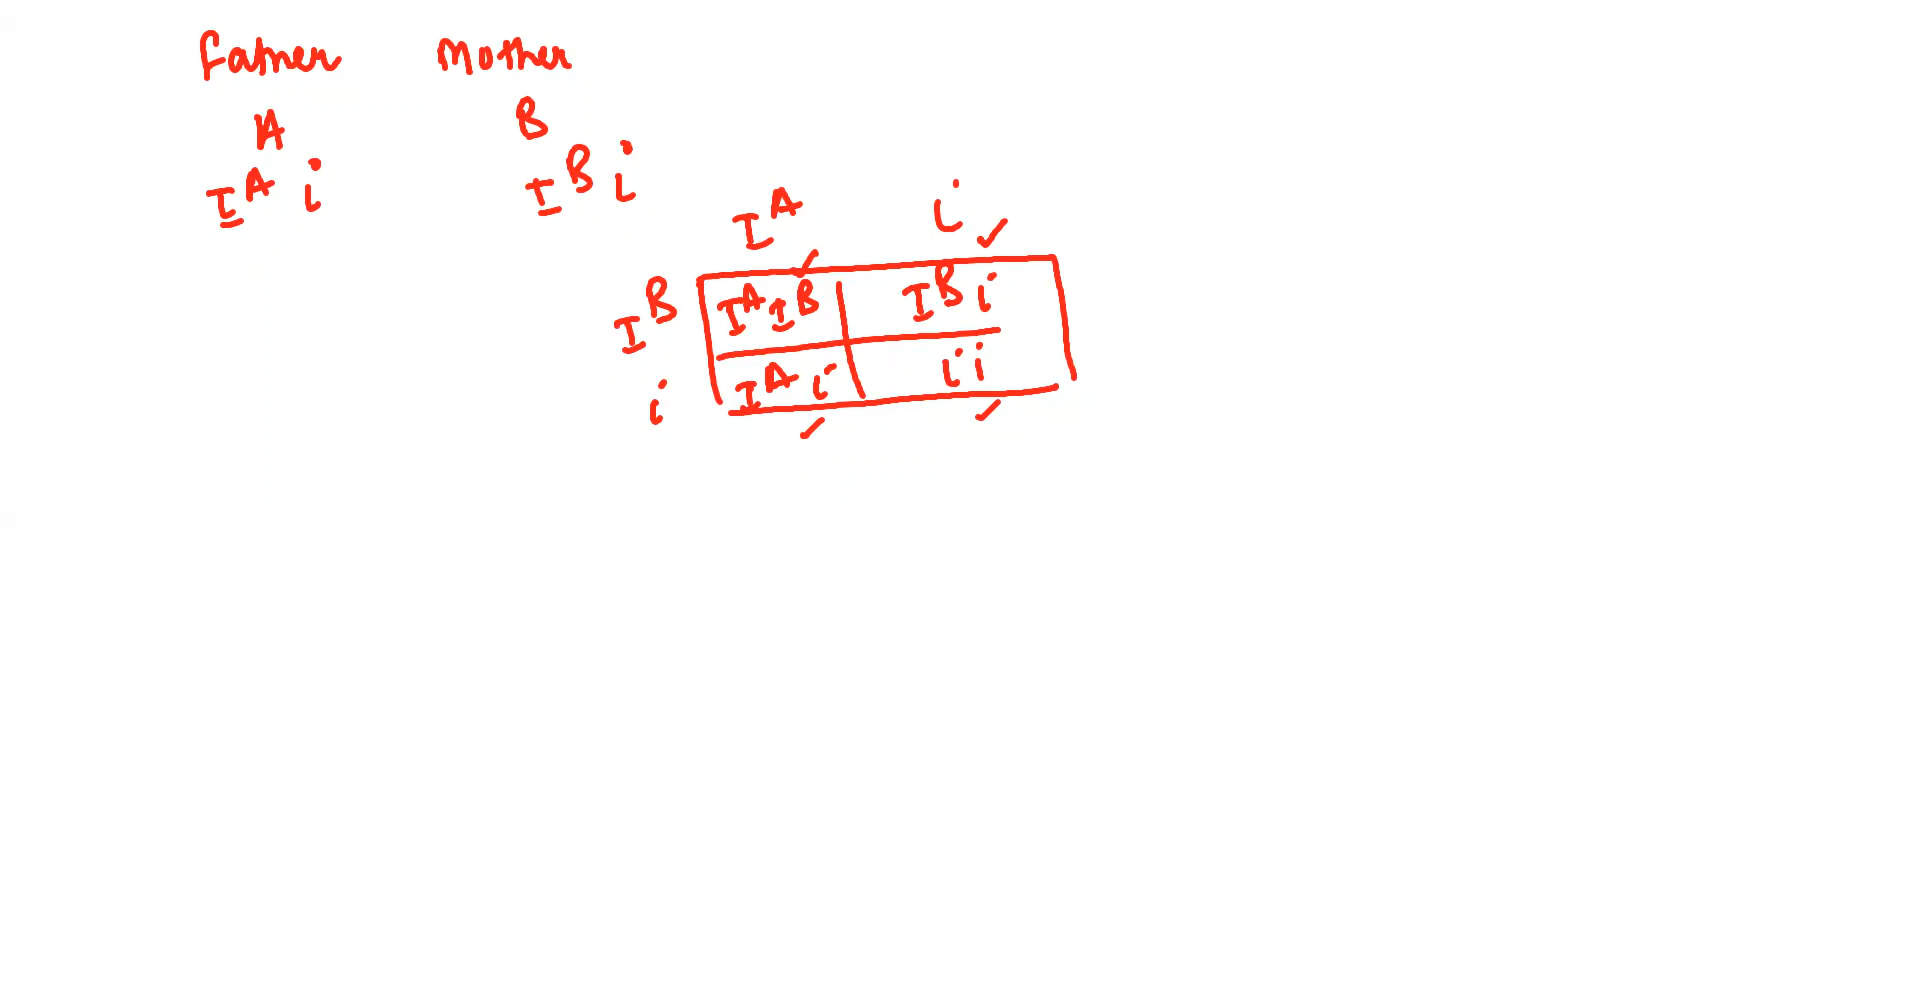 Father Mother
A B
I^A i I^B i
I^A i
I^B I^A I^B I^B i
i I^A i i i